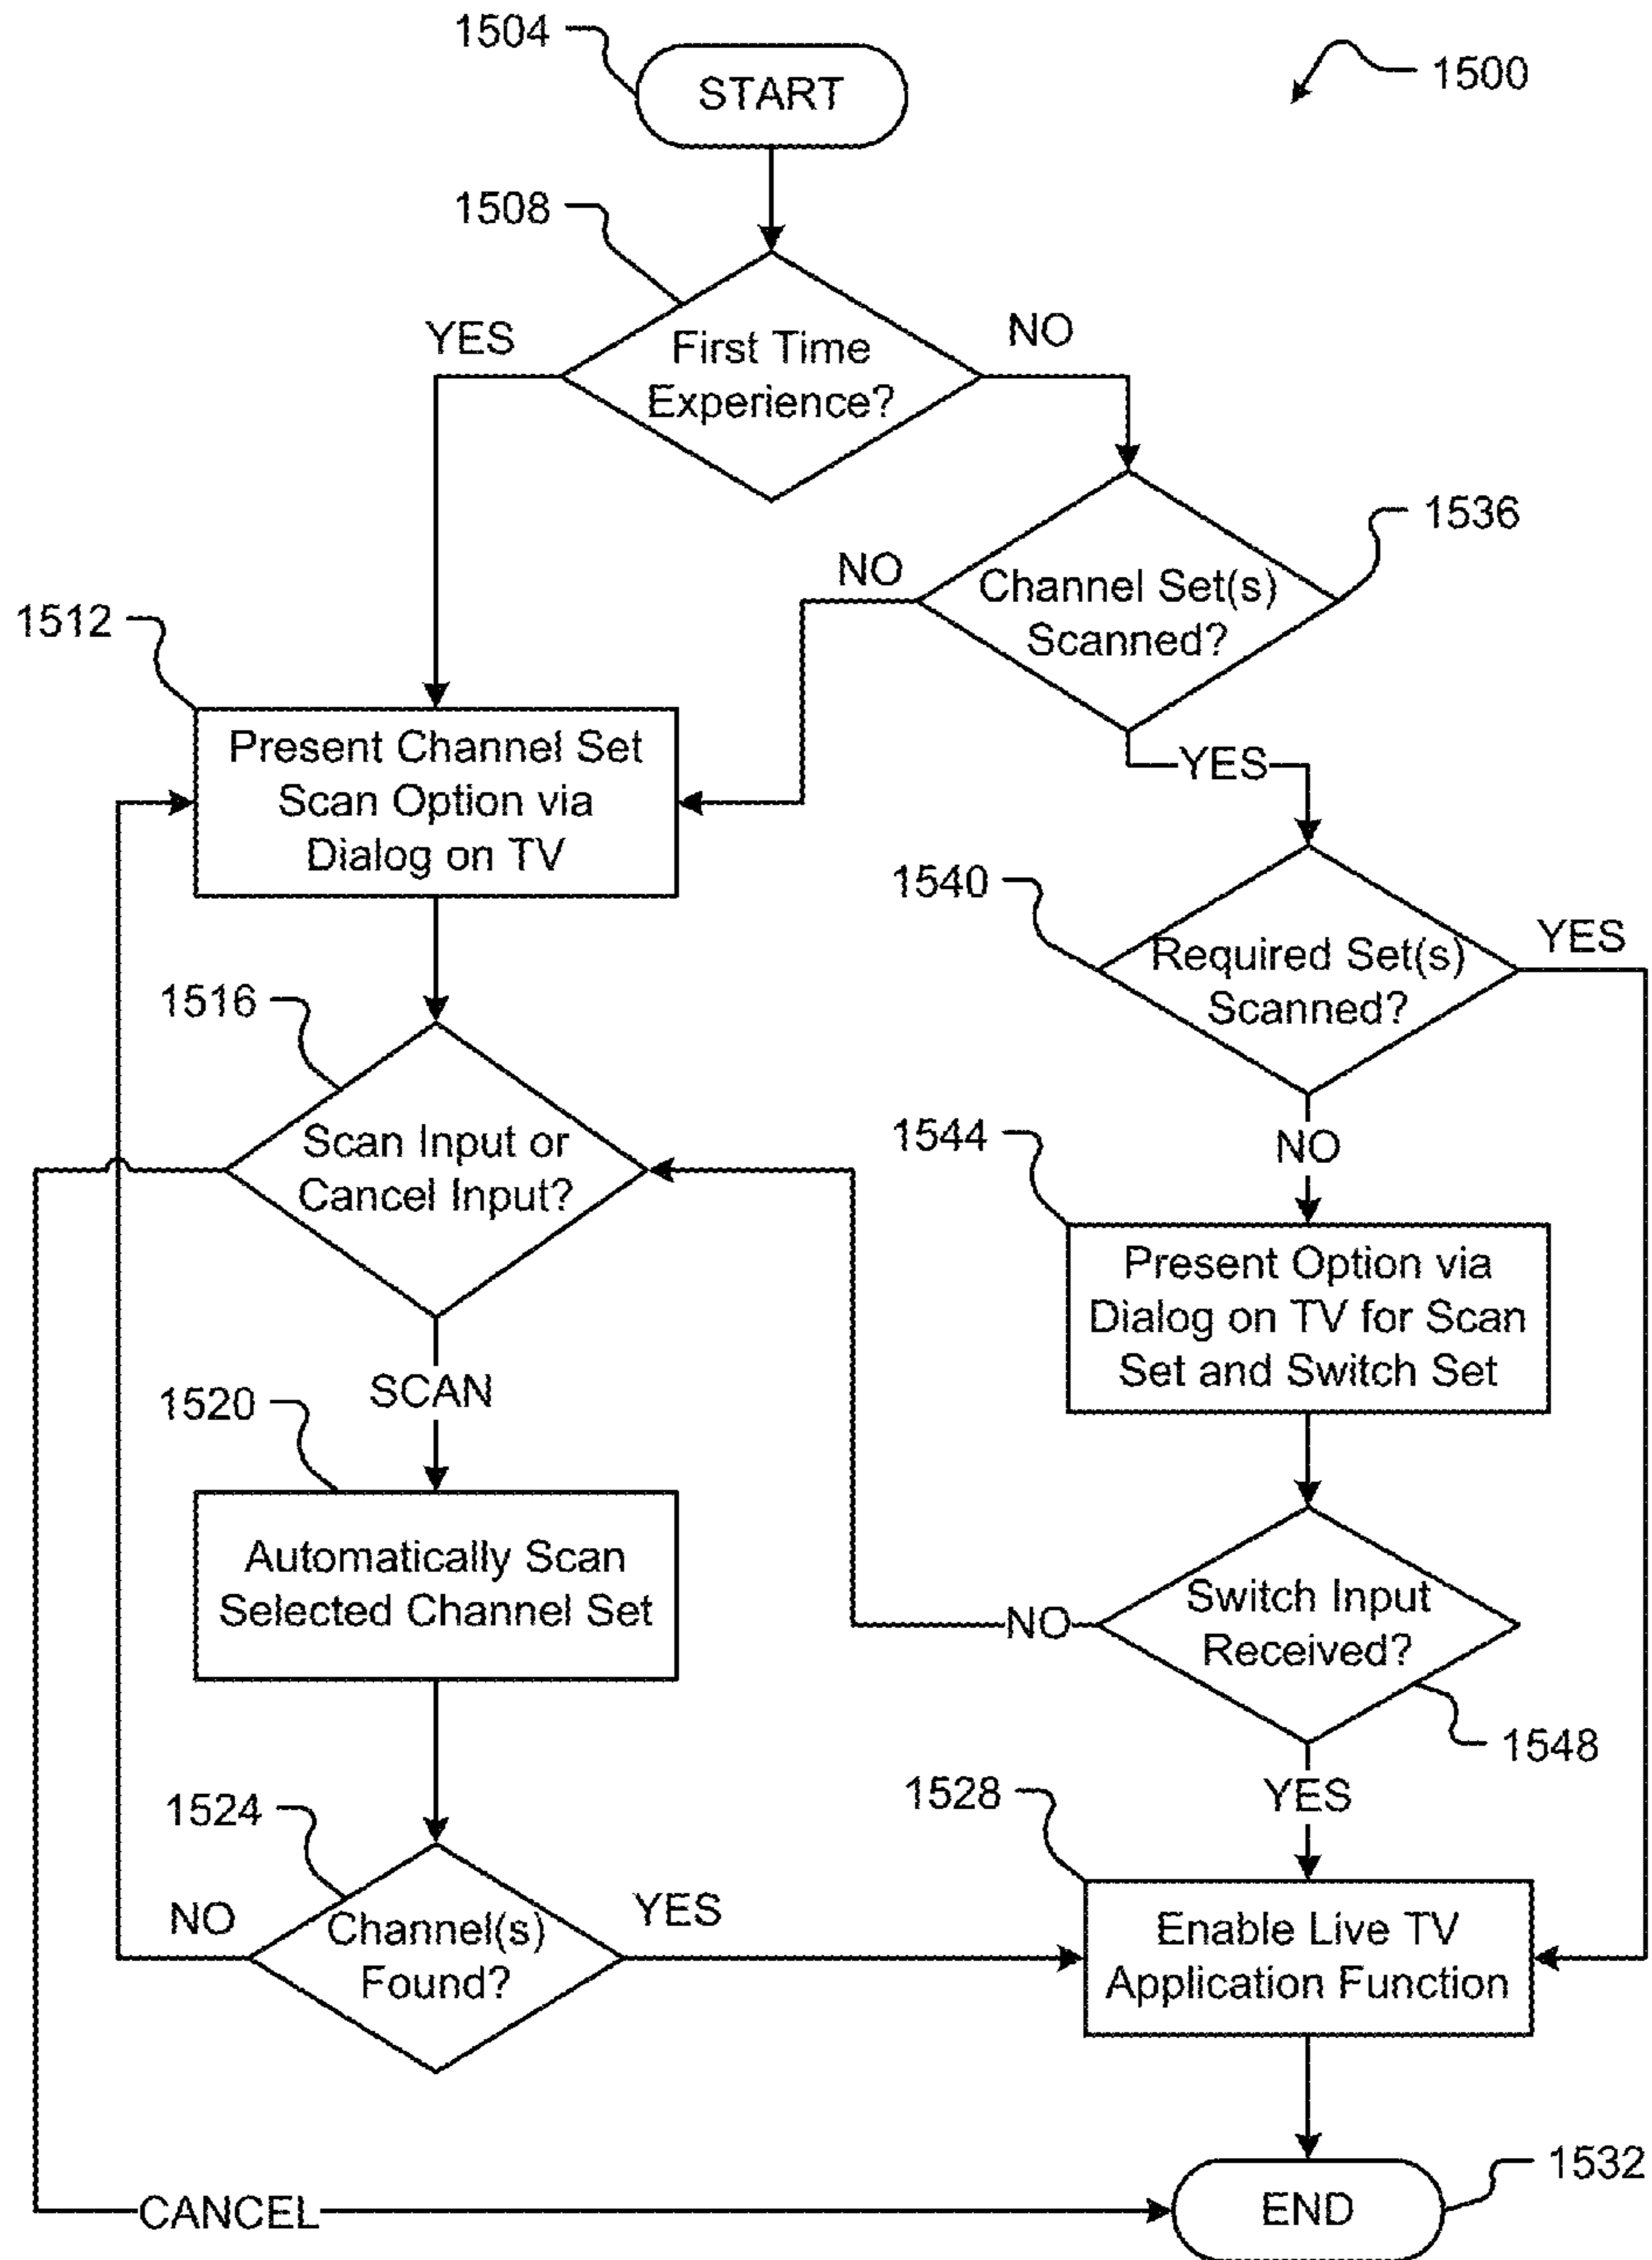 1504
START
1500
1508
YES
First Time
Experience?
NO
1536
NO
Channel Set(s)
Scanned?
1512
Present Channel Set
Scan Option via
Dialog on TV
YES
1540
Required Set(s)
Scanned?
YES
1516
Scan Input or
Cancel Input?
NO
1544
Present Option via
Dialog on TV for Scan
Set and Switch Set
SCAN
1520
Automatically Scan
Selected Channel Set
NO
Switch Input
Received?
1548
YES
1524
NO
Channel(s)
Found?
YES
1528
Enable Live TV
Application Function
CANCEL
END
1532